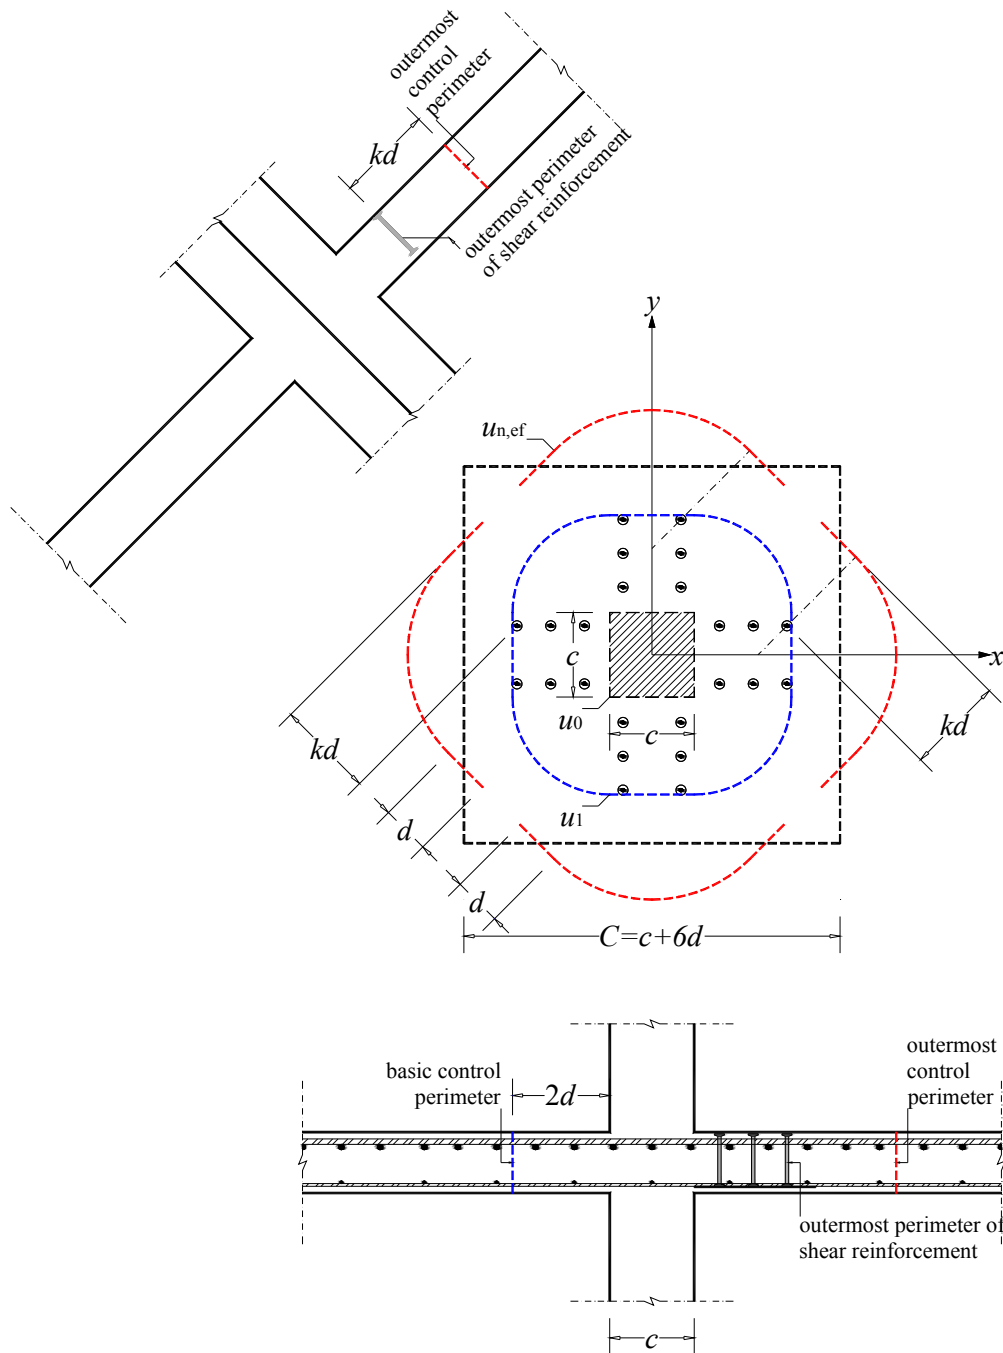 outermost
control
perimeter
kd
outermost perimeter
of shear reinforcement
y
un,ef
x
c
u0
c
kd
kd
u1
d
d
C=c+6d
basic control
perimeter
2d
outermost
control
perimeter
outermost perimeter of
shear reinforcement
c